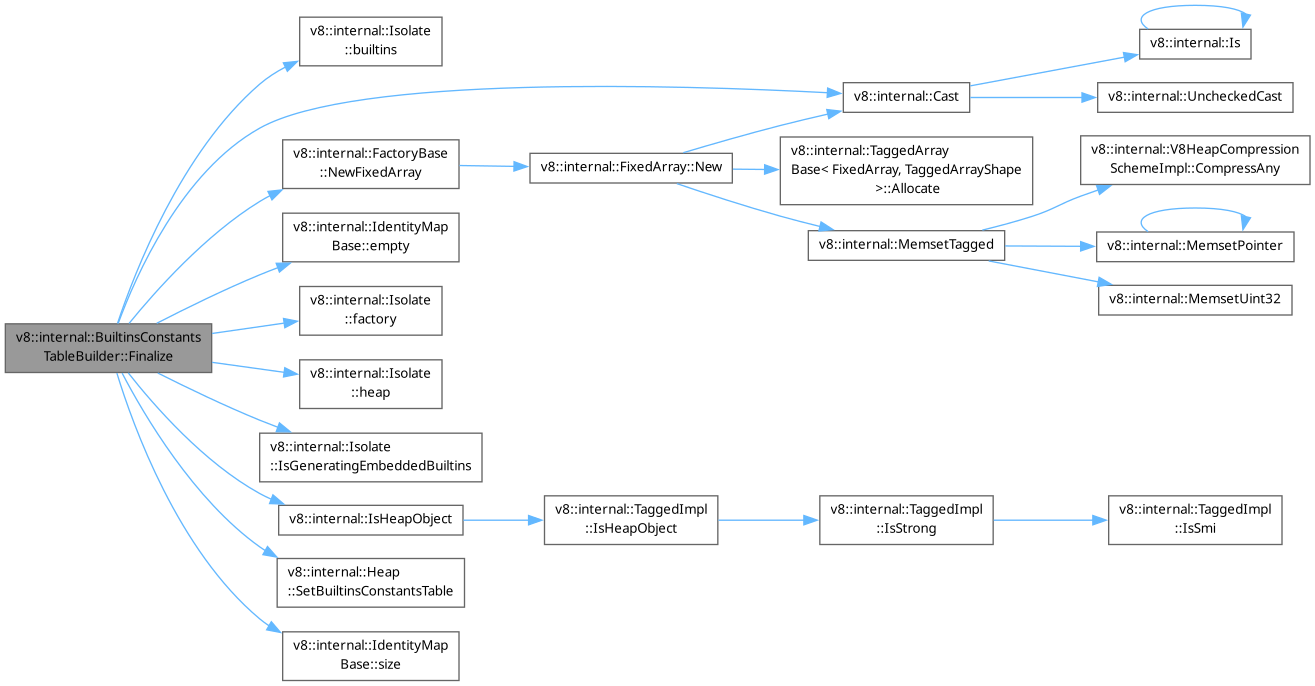 v8::internal::BuiltinsConstants
TableBuilder::Finalize
v8::internal::Isolate
::builtins
v8::internal::FactoryBase
::NewFixedArray
v8::internal::IdentityMap
Base::empty
v8::internal::Isolate
::factory
v8::internal::Isolate
::heap
v8::internal::Isolate
::IsGeneratingEmbeddedBuiltins
v8::internal::IsHeapObject
v8::internal::Heap
::SetBuiltinsConstantsTable
v8::internal::IdentityMap
Base::size
v8::internal::FixedArray::New
v8::internal::TaggedImpl
::IsHeapObject
v8::internal::Cast
v8::internal::TaggedArray
Base< FixedArray, TaggedArrayShape
>::Allocate
v8::internal::MemsetTagged
v8::internal::TaggedImpl
::IsStrong
v8::internal::Is
v8::internal::UncheckedCast
v8::internal::V8HeapCompression
SchemeImpl::CompressAny
v8::internal::MemsetPointer
v8::internal::MemsetUint32
v8::internal::TaggedImpl
::IsSmi